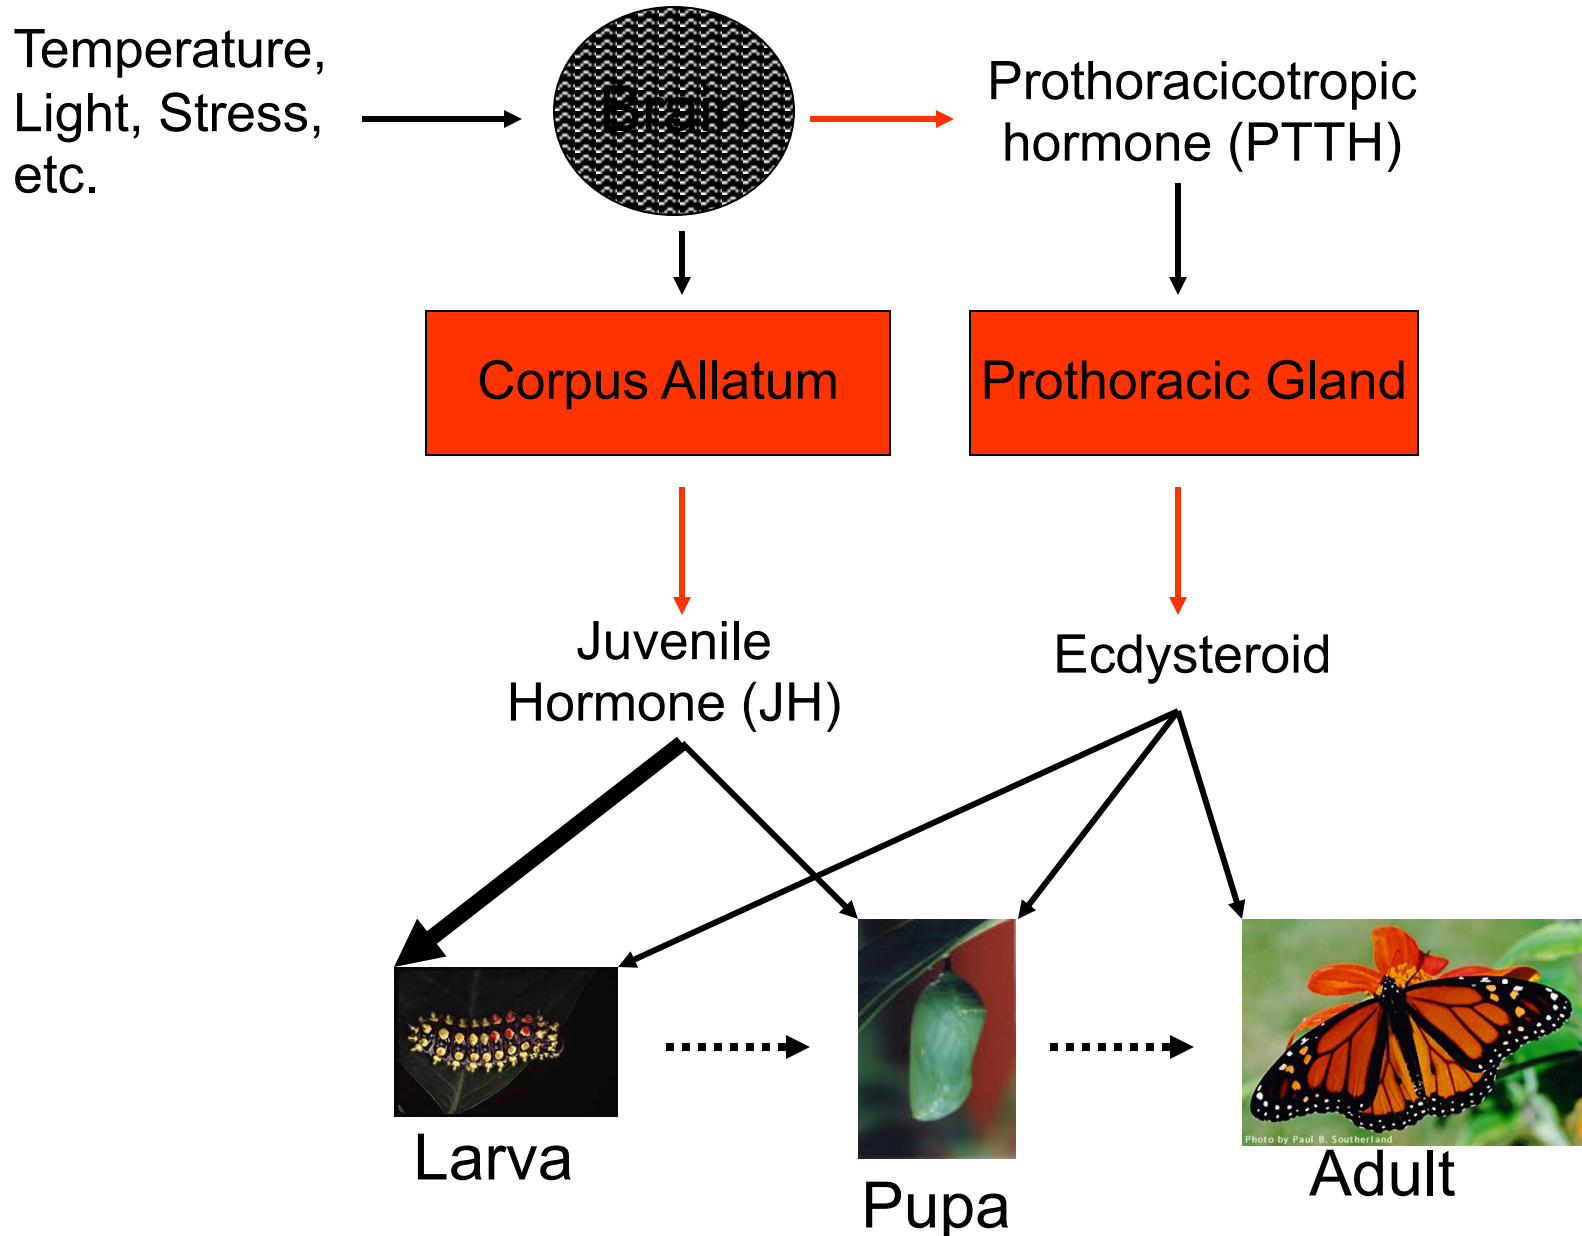 Temperature,
Light, Stress,
etc.
Brain
Prothoracicotropic
hormone (PTTH)
Corpus Allatum
Prothoracic Gland
Juvenile
Hormone (JH)
Ecdysteroid
Photo by Paul B. Southerland
Larva
Pupa
Adult